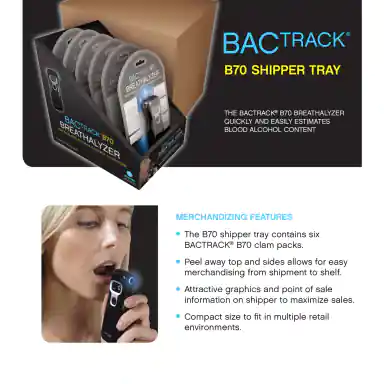 BACTRACK®
B70 SHIPPER TRAY
THE BACTRACK® B70 BREATHALYZER
QUICKLY AND EASILY ESTIMATES
BLOOD ALCOHOL CONTENT
BAC
BREATHALYZER
BACTRACK® B70
BREATHALYZER
MERCHANDIZING FEATURES
• The B70 shipper tray contains six
BACTRACK® B70 clam packs.
• Peel away top and sides allows for easy
merchandising from shipment to shelf.
• Attractive graphics and point of sale
information on shipper to maximize sales.
• Compact size to fit in multiple retail
environments.